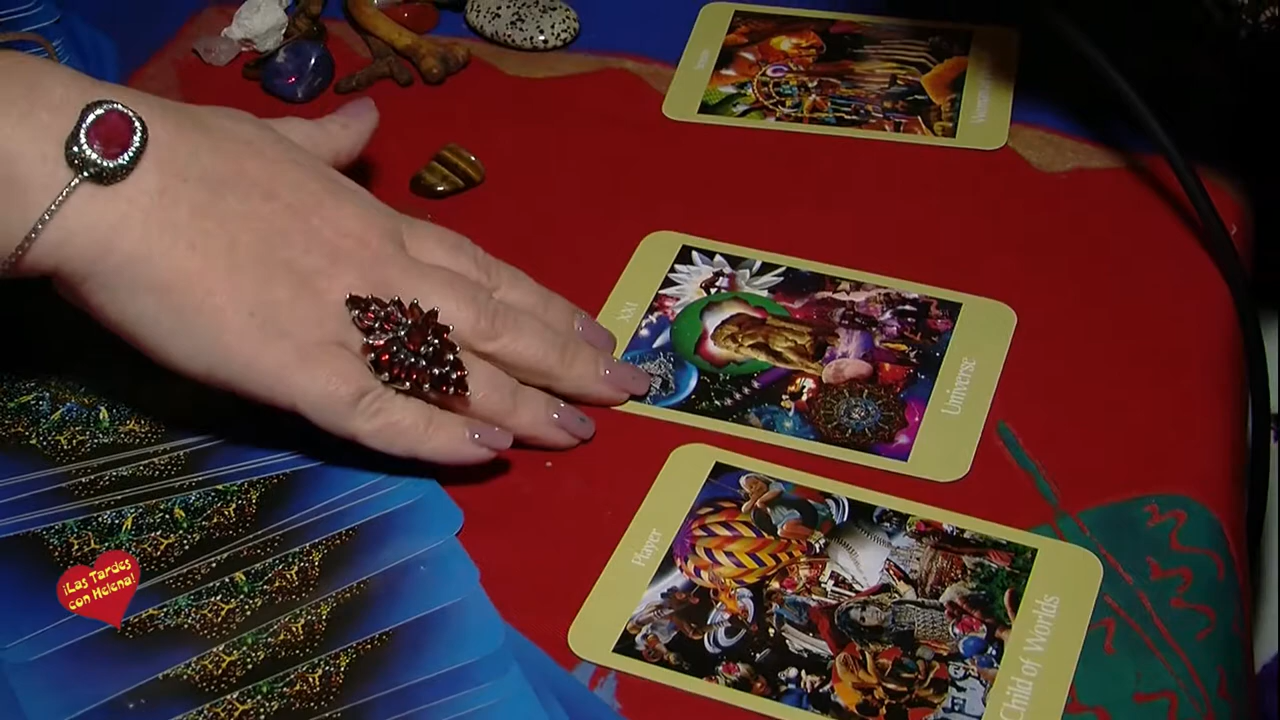 XXI
Universe
Player
Child of Worlds
¡Las Tardes
con Helena!